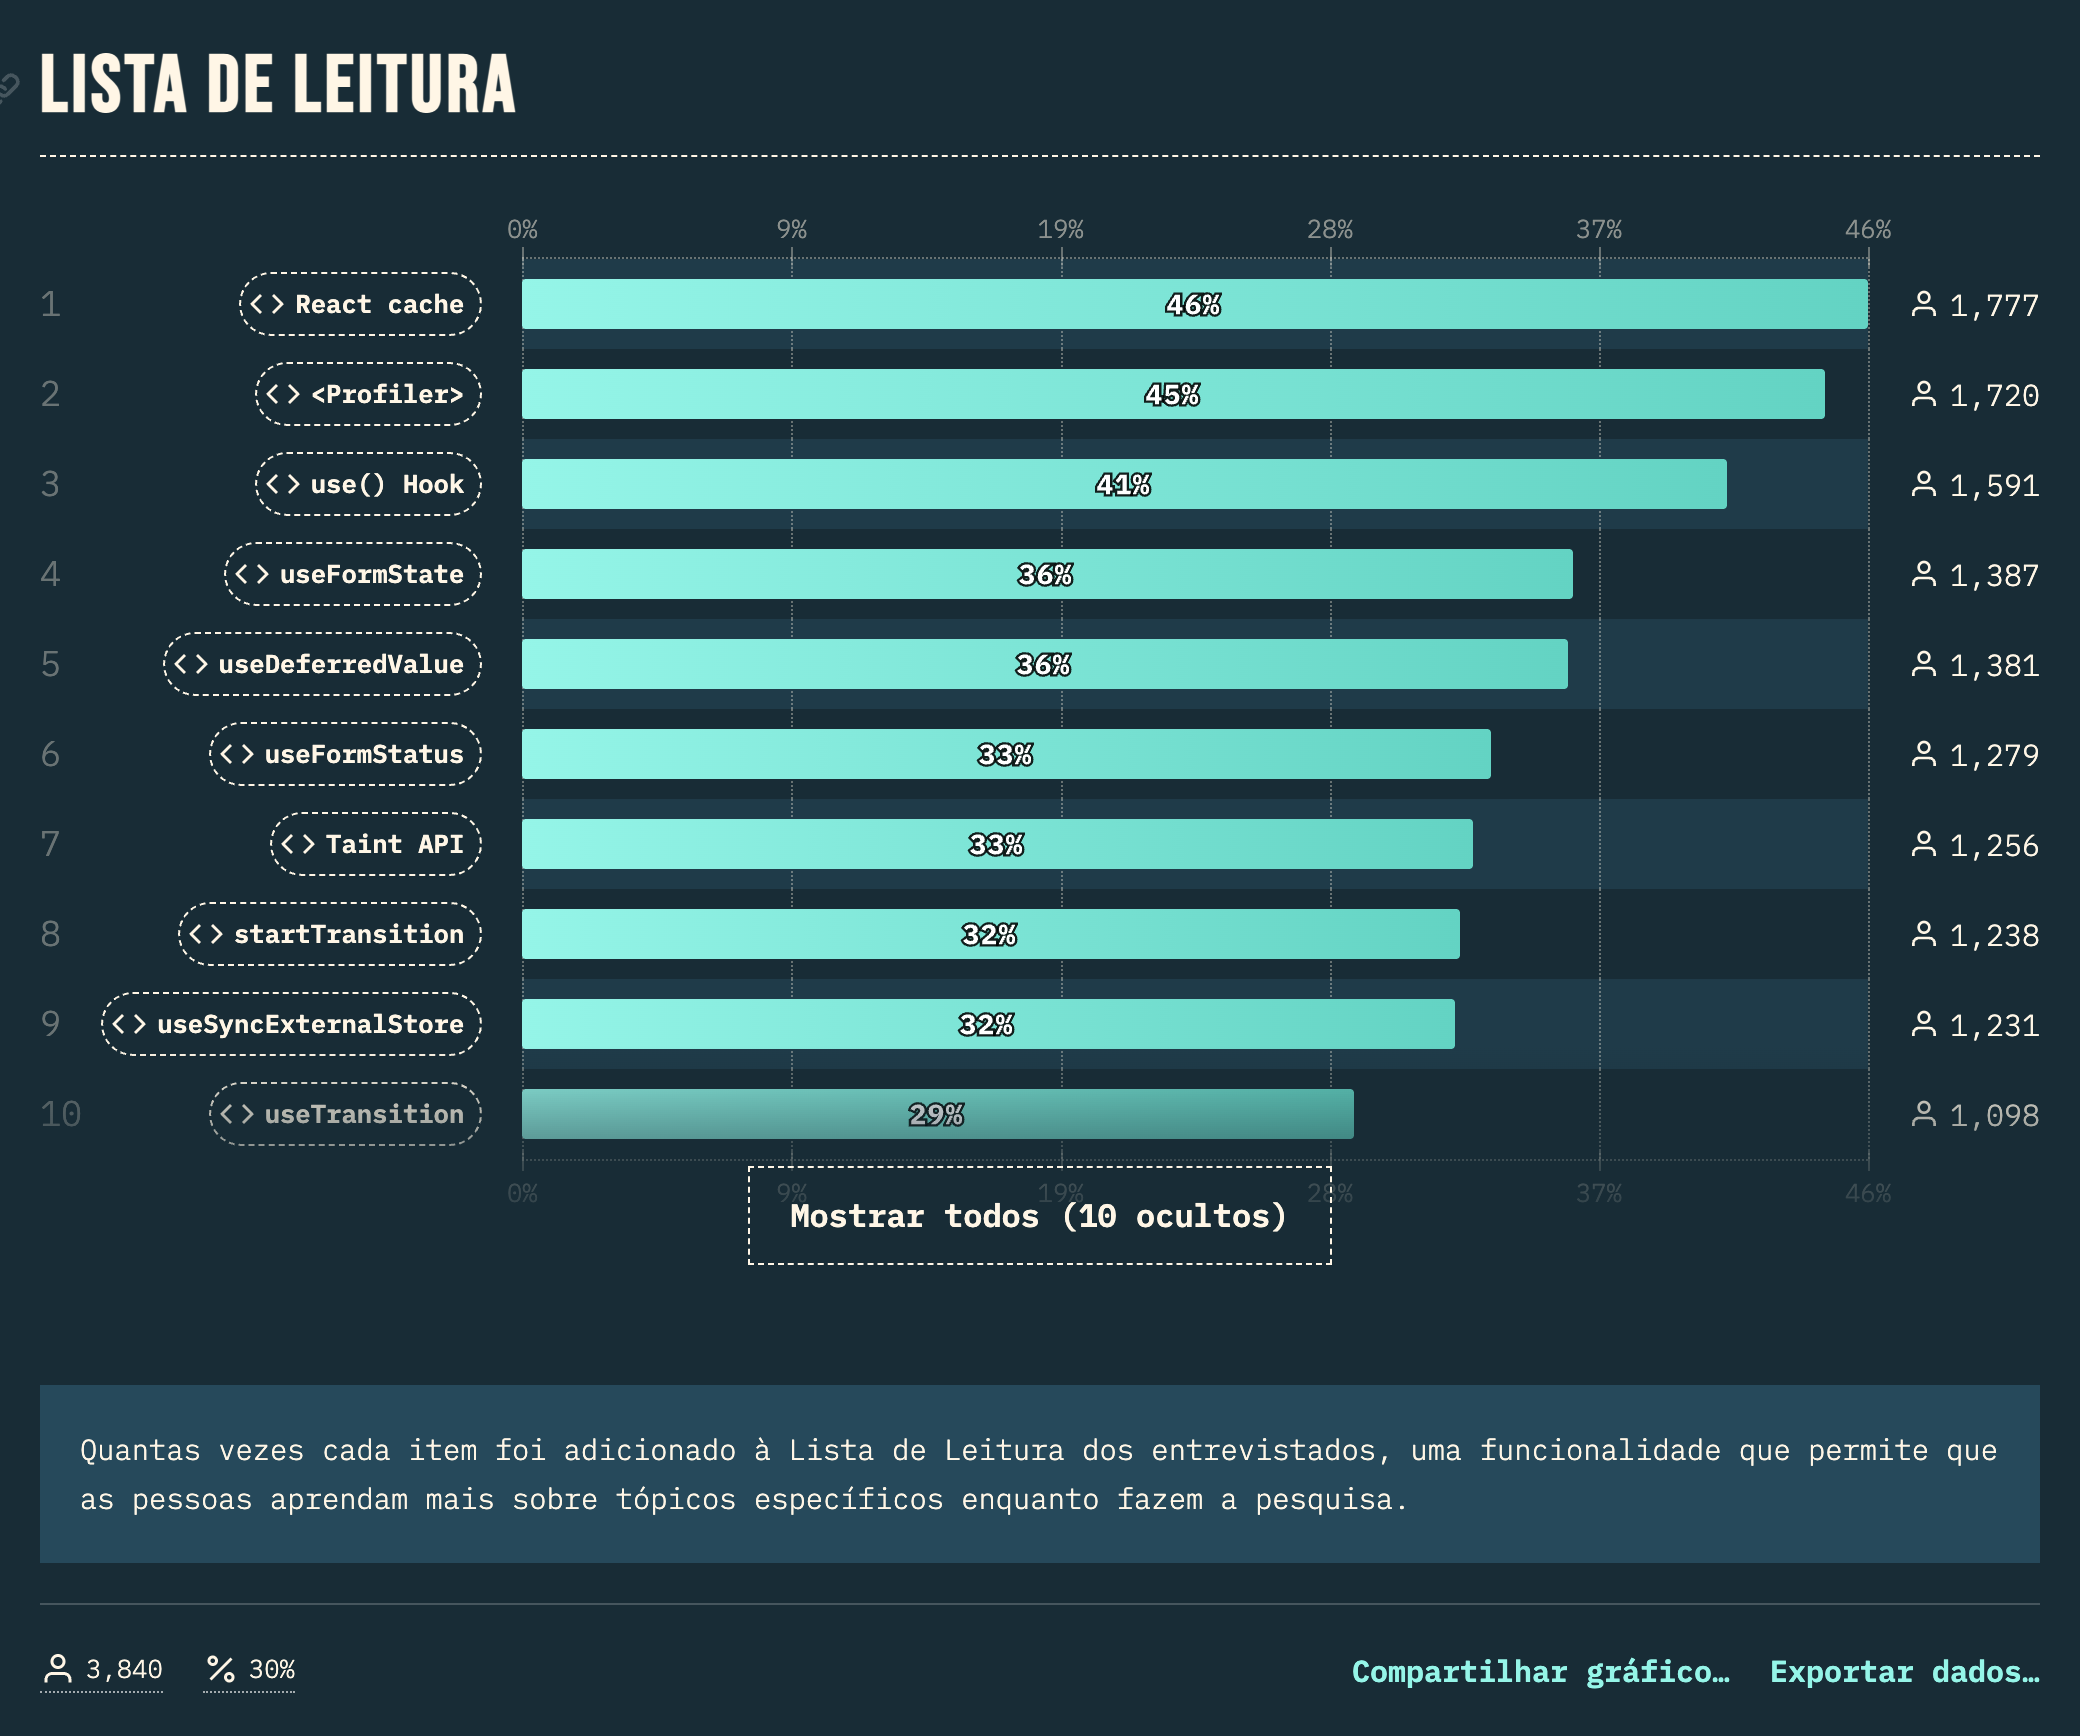 LISTA DE LEITURA
0% 9% 19% 28% 37% 46%
1 <> React cache 46% 1,777
2 <> <Profiler> 45% 1,720
3 <> use() Hook 41% 1,591
4 <> useFormState 36% 1,387
5 <> useDeferredValue 36% 1,381
6 <> useFormStatus 33% 1,279
7 <> Taint API 33% 1,256
8 <> startTransition 32% 1,238
9 <> useSyncExternalStore 32% 1,231
10 <> useTransition 29% 1,098
0% 9% 19% 28% 37% 46%
Mostrar todos (10 ocultos)
Quantas vezes cada item foi adicionado à Lista de Leitura dos entrevistados, uma funcionalidade que permite que
as pessoas aprendam mais sobre tópicos específicos enquanto fazem a pesquisa.
3,840 % 30% Compartilhar gráfico… Exportar dados…